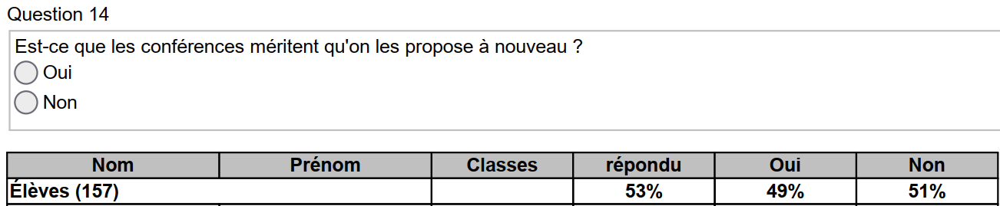 Question 14
Est-ce que les conférences méritent qu'on les propose à nouveau ?
Oui
Non
Nom Prénom Classes répondu Oui Non
Élèves (157) 53% 49% 51%